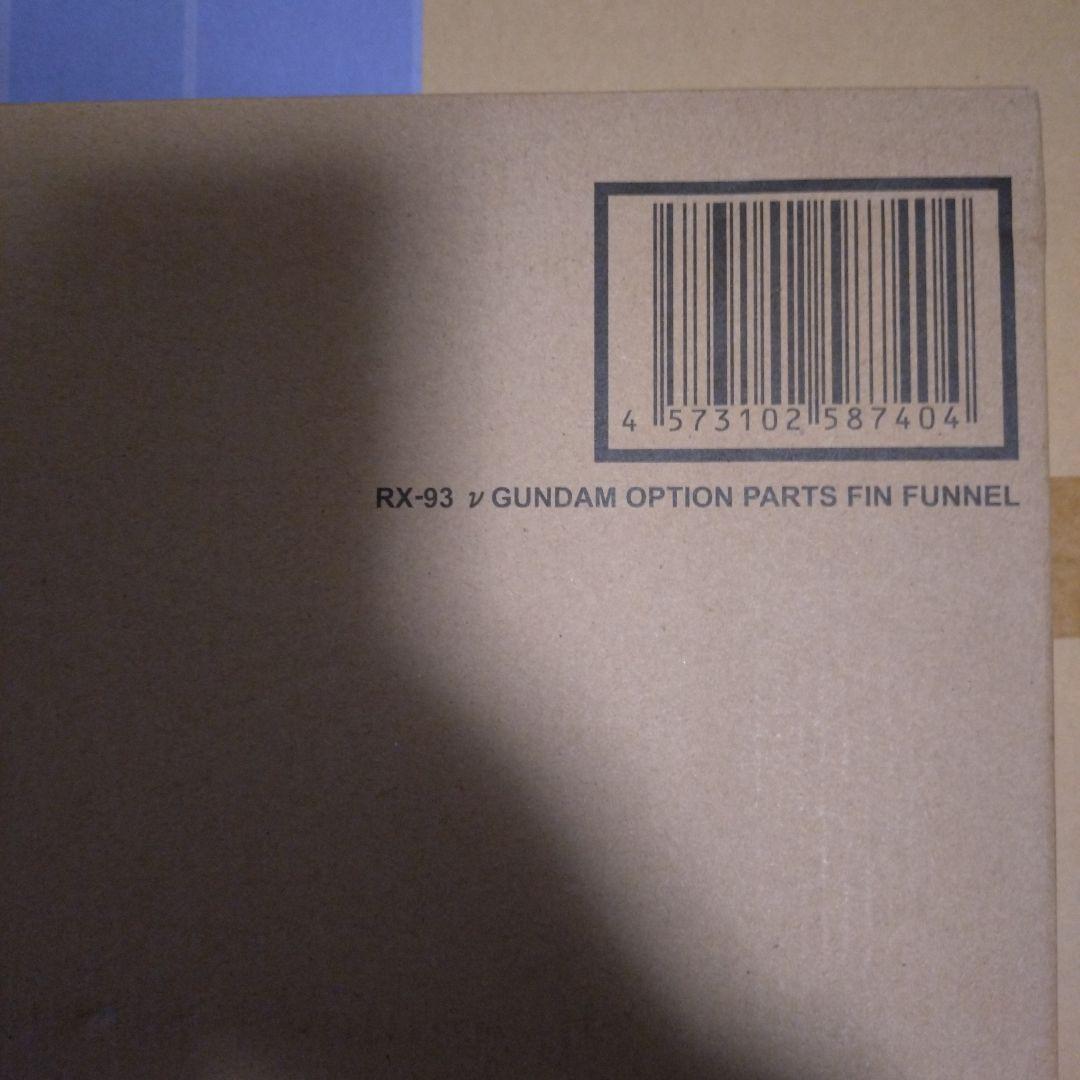 4 573102 587404
RX-93 ν GUNDAM OPTION PARTS FIN FUNNEL